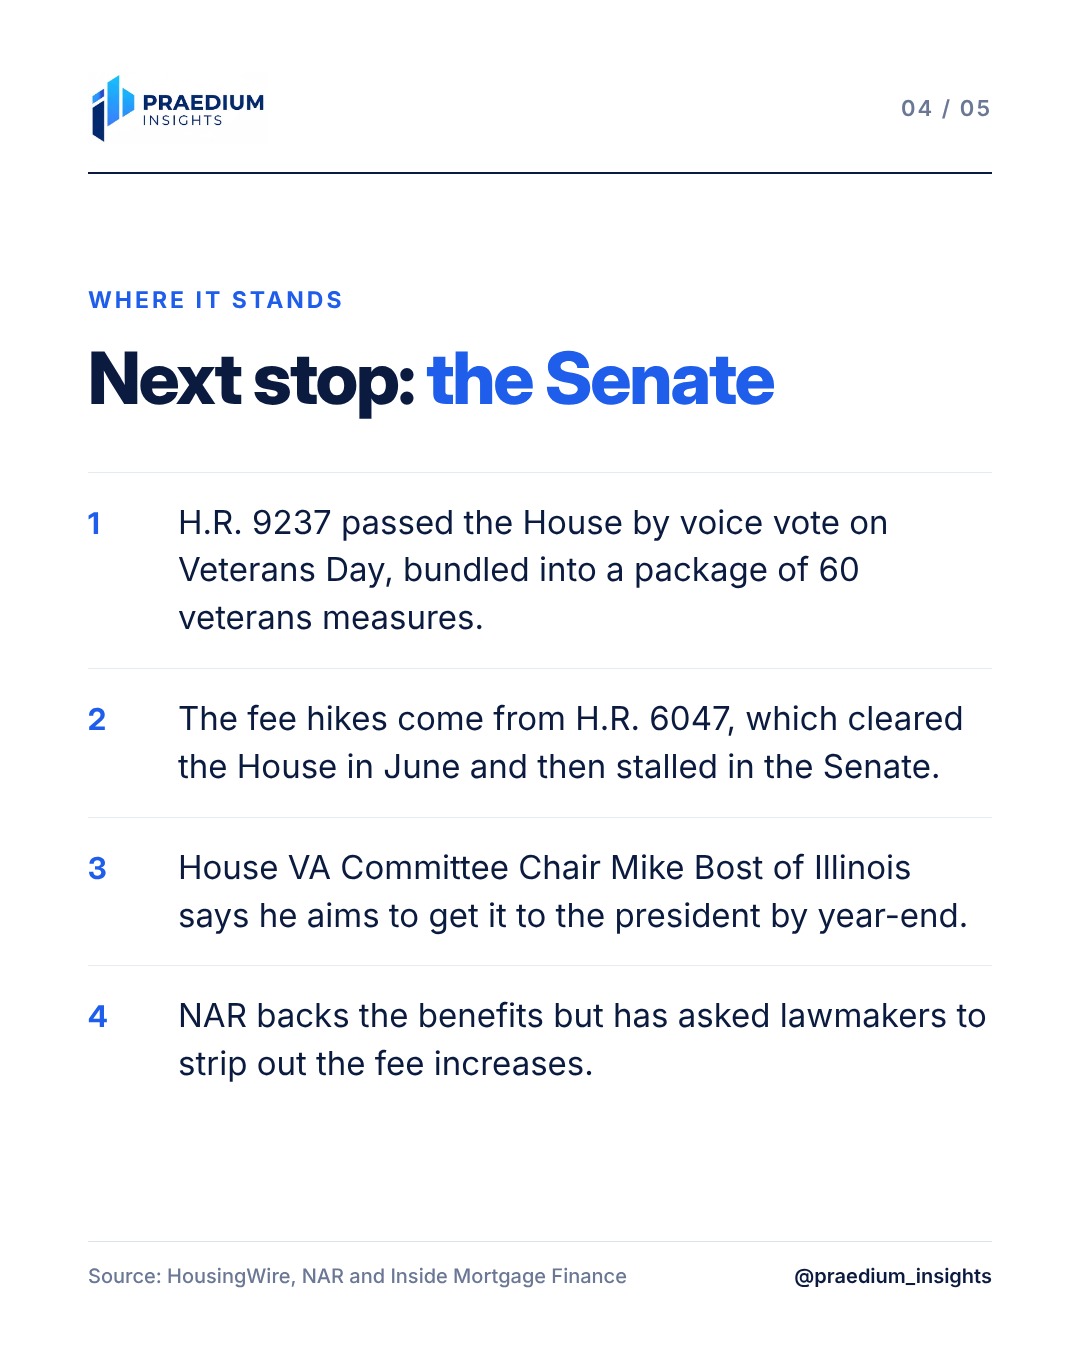 PRAEDIUM
INSIGHTS
04 / 05
WHERE IT STANDS
Next stop: the Senate
1
H.R. 9237 passed the House by voice vote on
Veterans Day, bundled into a package of 60
veterans measures.
2
The fee hikes come from H.R. 6047, which cleared
the House in June and then stalled in the Senate.
3
House VA Committee Chair Mike Bost of Illinois
says he aims to get it to the president by year-end.
4
NAR backs the benefits but has asked lawmakers to
strip out the fee increases.
Source: HousingWire, NAR and Inside Mortgage Finance
@praedium_insights